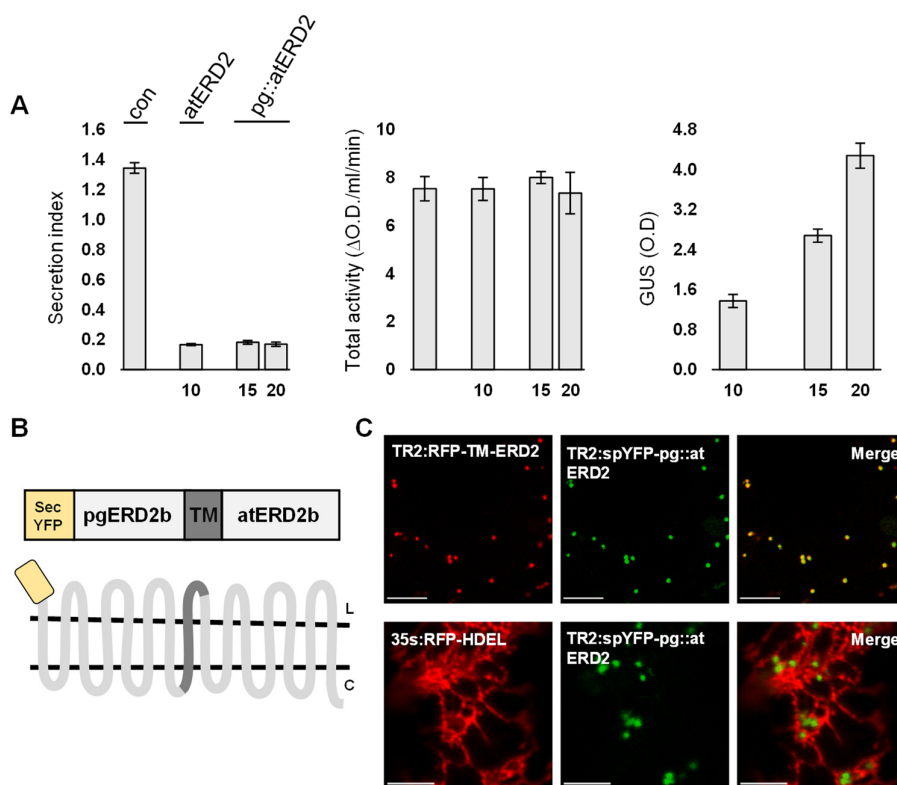 A
con
atERD2
pg::atERD2
Secretion index
1.6
1.4
1.2
1.0
0.8
0.6
0.4
0.2
0.0
10
15
20
Total activity (ΔO.D./ml/min)
10
8
6
4
2
0
10
15
20
GUS (O.D)
4.8
4.0
3.2
2.4
1.6
0.8
0.0
10
15
20
B
Sec
YFP
pgERD2b
TM
atERD2b
L
C
C
TR2:RFP-TM-ERD2
TR2:spYFP-pg::at
ERD2
Merge
35s:RFP-HDEL
TR2:spYFP-pg::at
ERD2
Merge